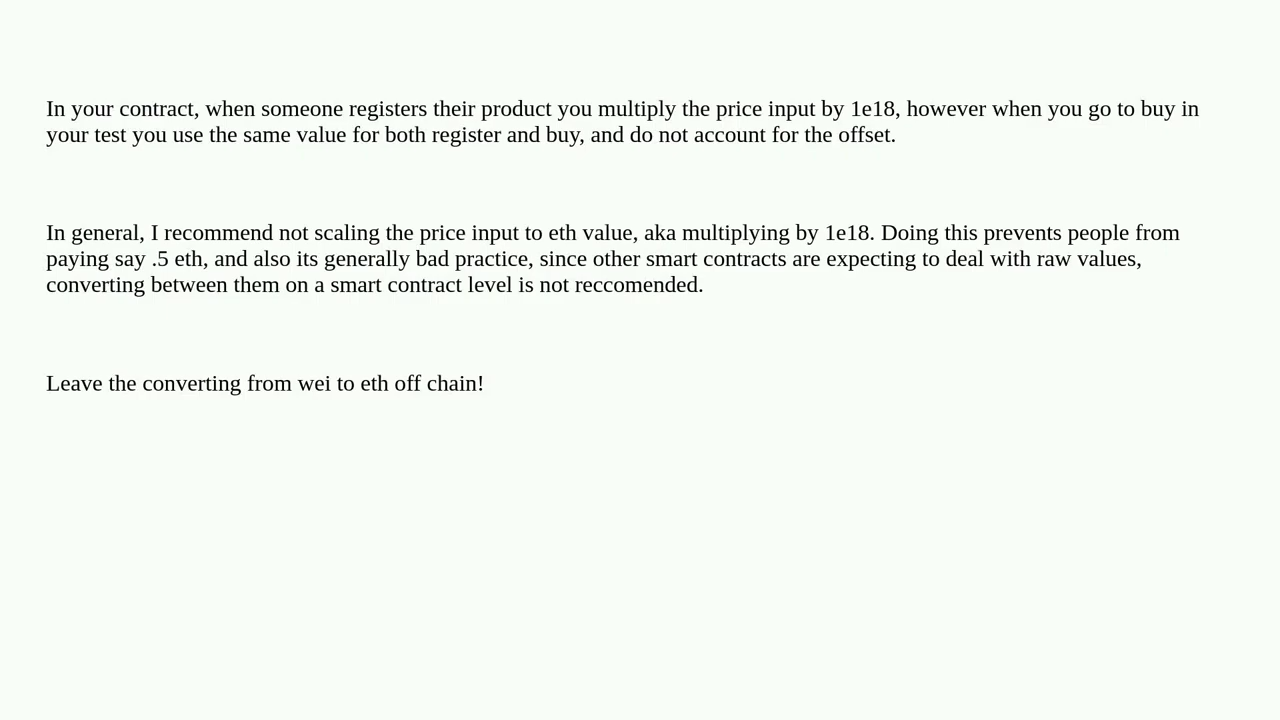 In your contract, when someone registers their product you multiply the price input by 1e18, however when you go to buy in
your test you use the same value for both register and buy, and do not account for the offset.
In general, I recommend not scaling the price input to eth value, aka multiplying by 1e18. Doing this prevents people from
paying say .5 eth, and also its generally bad practice, since other smart contracts are expecting to deal with raw values,
converting between them on a smart contract level is not reccomended.
Leave the converting from wei to eth off chain!